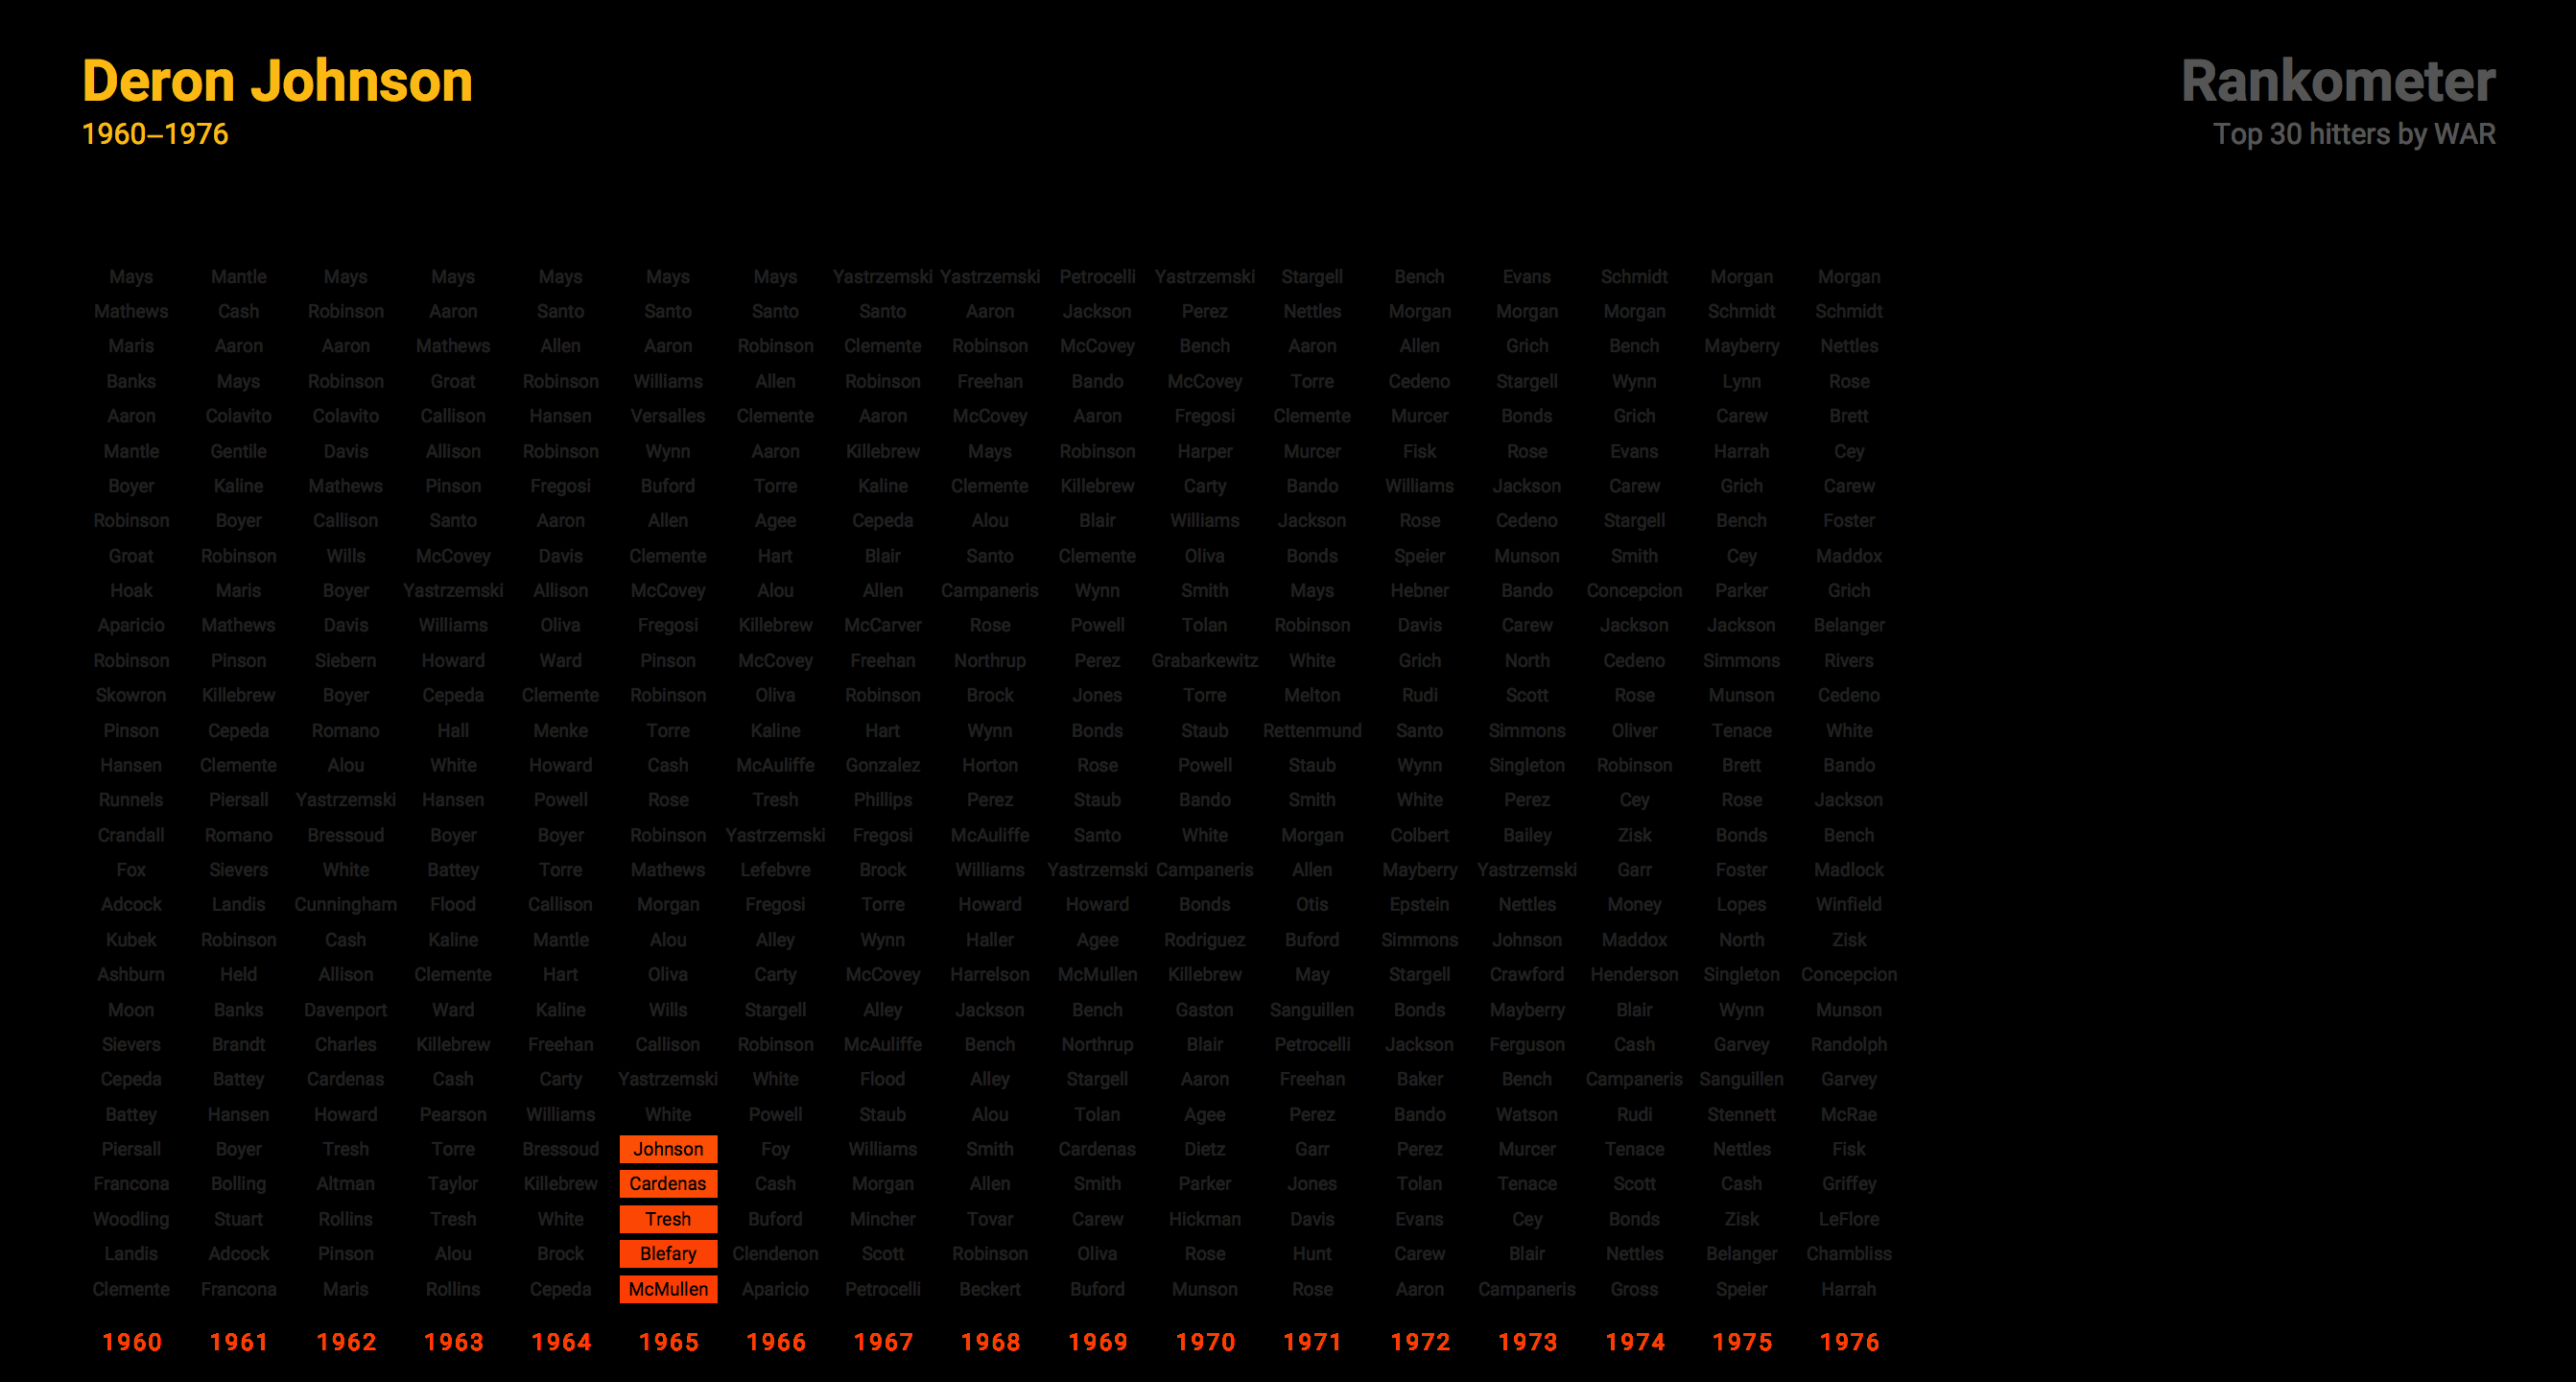 Deron Johnson
1960–1976
Rankometer
Top 30 hitters by WAR
Mays Mantle Mays Mays Mays Mays Mays Yastrzemski Yastrzemski Petrocelli Yastrzemski Stargell Bench Evans Schmidt Morgan Morgan
Mathews Cash Robinson Aaron Santo Santo Santo Santo Aaron Jackson Perez Nettles Morgan Morgan Morgan Schmidt Schmidt
Maris Aaron Aaron Mathews Allen Aaron Robinson Clemente Robinson McCovey Bench Aaron Allen Grich Bench Mayberry Nettles
Banks Mays Robinson Groat Robinson Williams Allen Robinson Freehan Bando McCovey Torre Cedeno Stargell Wynn Lynn Rose
Aaron Colavito Colavito Callison Hansen Versalles Clemente Aaron McCovey Aaron Fregosi Clemente Murcer Bonds Grich Carew Brett
Mantle Gentile Davis Allison Robinson Wynn Aaron Killebrew Mays Robinson Harper Murcer Fisk Rose Evans Harrah Cey
Boyer Kaline Mathews Pinson Fregosi Buford Torre Kaline Clemente Killebrew Carty Bando Williams Jackson Carew Grich Carew
Robinson Boyer Callison Santo Aaron Allen Agee Cepeda Alou Blair Williams Jackson Rose Cedeno Stargell Bench Foster
Groat Robinson Wills McCovey Davis Clemente Hart Blair Santo Clemente Oliva Bonds Speier Munson Smith Cey Maddox
Hoak Maris Boyer Yastrzemski Allison McCovey Alou Allen Campaneris Wynn Smith Mays Hebner Bando Concepcion Parker Grich
Aparicio Mathews Davis Williams Oliva Fregosi Killebrew McCarver Rose Powell Tolan Robinson Davis Carew Jackson Jackson Belanger
Robinson Pinson Siebern Howard Ward Pinson McCovey Freehan Northrup Perez Grabarkewitz White Grich North Cedeno Simmons Rivers
Skowron Killebrew Boyer Cepeda Clemente Robinson Oliva Robinson Brock Jones Torre Melton Rudi Scott Rose Munson Cedeno
Pinson Cepeda Romano Hall Menke Torre Kaline Hart Wynn Bonds Staub Rettenmund Santo Simmons Oliver Tenace White
Hansen Clemente Alou White Howard Cash McAuliffe Gonzalez Horton Rose Powell Staub Wynn Singleton Robinson Brett Bando
Runnels Piersall Yastrzemski Hansen Powell Rose Tresh Phillips Perez Staub Bando Smith White Perez Cey Rose Jackson
Crandall Romano Bressoud Boyer Boyer Robinson Yastrzemski Fregosi McAuliffe Santo White Morgan Colbert Bailey Zisk Bonds Bench
Fox Sievers White Battey Torre Mathews Lefebvre Brock Williams Yastrzemski Campaneris Allen Mayberry Yastrzemski Garr Foster Madlock
Adcock Landis Cunningham Flood Callison Morgan Fregosi Torre Howard Howard Bonds Otis Epstein Nettles Money Lopes Winfield
Kubek Robinson Cash Kaline Mantle Alou Alley Wynn Haller Agee Rodriguez Buford Simmons Johnson Maddox North Zisk
Ashburn Held Allison Clemente Hart Oliva Carty McCovey Harrelson McMullen Killebrew May Stargell Crawford Henderson Singleton Concepcion
Moon Banks Davenport Ward Kaline Wills Stargell Alley Jackson Bench Gaston Sanguillen Bonds Mayberry Blair Wynn Munson
Sievers Brandt Charles Killebrew Freehan Callison Robinson McAuliffe Bench Northrup Blair Petrocelli Jackson Ferguson Cash Garvey Randolph
Cepeda Battey Cardenas Cash Carty Yastrzemski White Flood Alley Stargell Aaron Freehan Baker Bench Campaneris Sanguillen Garvey
Battey Hansen Howard Pearson Williams White Powell Staub Alou Tolan Agee Perez Bando Watson Rudi Stennett McRae
Piersall Boyer Tresh Torre Bressoud Johnson Foy Williams Smith Cardenas Dietz Garr Perez Murcer Tenace Nettles Fisk
Francona Bolling Altman Taylor Killebrew Cardenas Cash Morgan Allen Smith Parker Jones Tolan Tenace Scott Cash Griffey
Woodling Stuart Rollins Tresh White Tresh Buford Mincher Tovar Carew Hickman Davis Evans Cey Bonds Zisk LeFlore
Landis Adcock Pinson Alou Brock Blefary Clendenon Scott Robinson Oliva Rose Hunt Carew Blair Nettles Belanger Chambliss
Clemente Francona Maris Rollins Cepeda McMullen Aparicio Petrocelli Beckert Buford Munson Rose Aaron Campaneris Gross Speier Harrah
1960 1961 1962 1963 1964 1965 1966 1967 1968 1969 1970 1971 1972 1973 1974 1975 1976